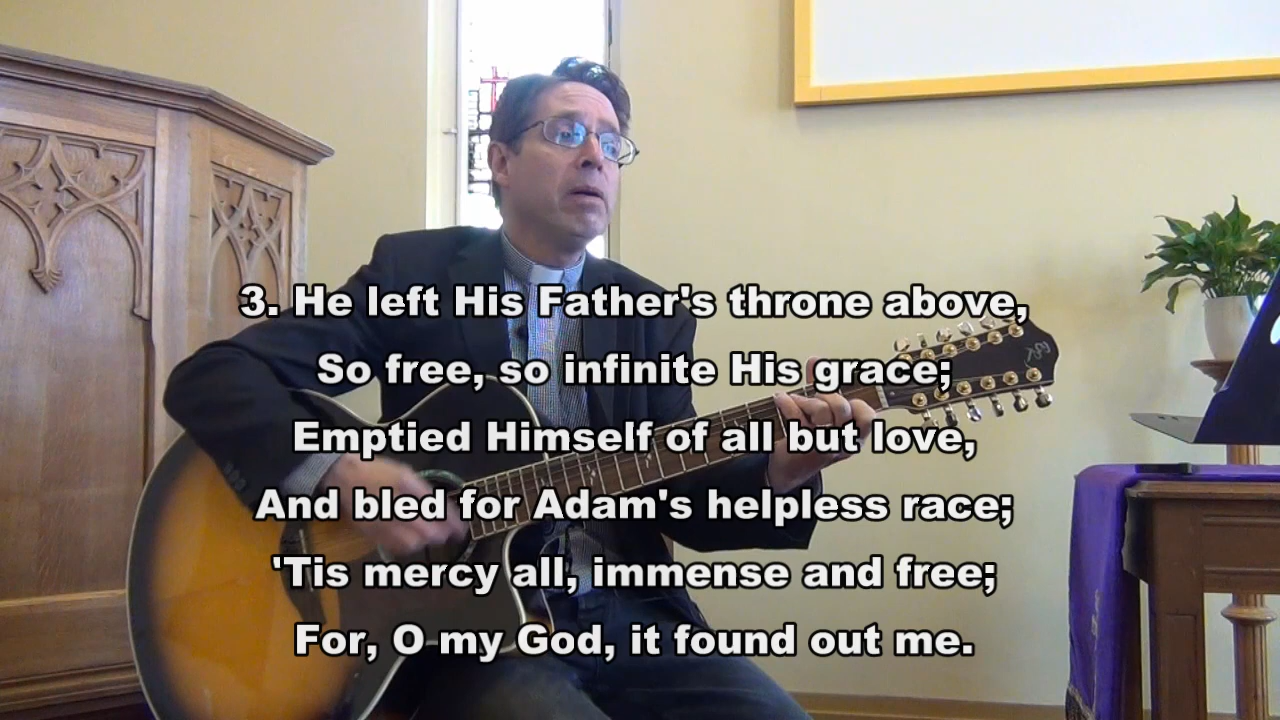 3. He left His Father's throne above,
So free, so infinite His grace;
Emptied Himself of all but love,
And bled for Adam's helpless race;
'Tis mercy all, immense and free;
For, O my God, it found out me.